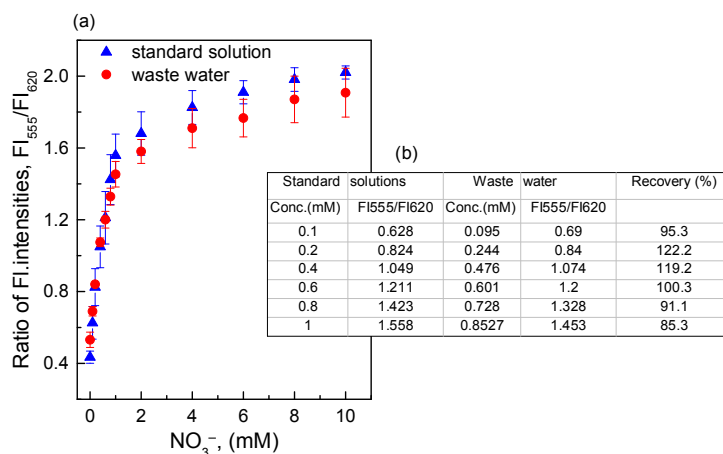 (a)
standard solution
waste water
Ratio of Fl.intensities, FI₅₅₅/FI₆₂₀
2.0
1.6
1.2
0.8
0.4
0 2 4 6 8 10
NO₃⁻, (mM)
(b)
Standard solutions Waste water Recovery (%)
Conc.(mM) FI555/FI620 Conc.(mM) FI555/FI620
0.1 0.628 0.095 0.69 95.3
0.2 0.824 0.244 0.84 122.2
0.4 1.049 0.476 1.074 119.2
0.6 1.211 0.601 1.2 100.3
0.8 1.423 0.728 1.328 91.1
1 1.558 0.8527 1.453 85.3